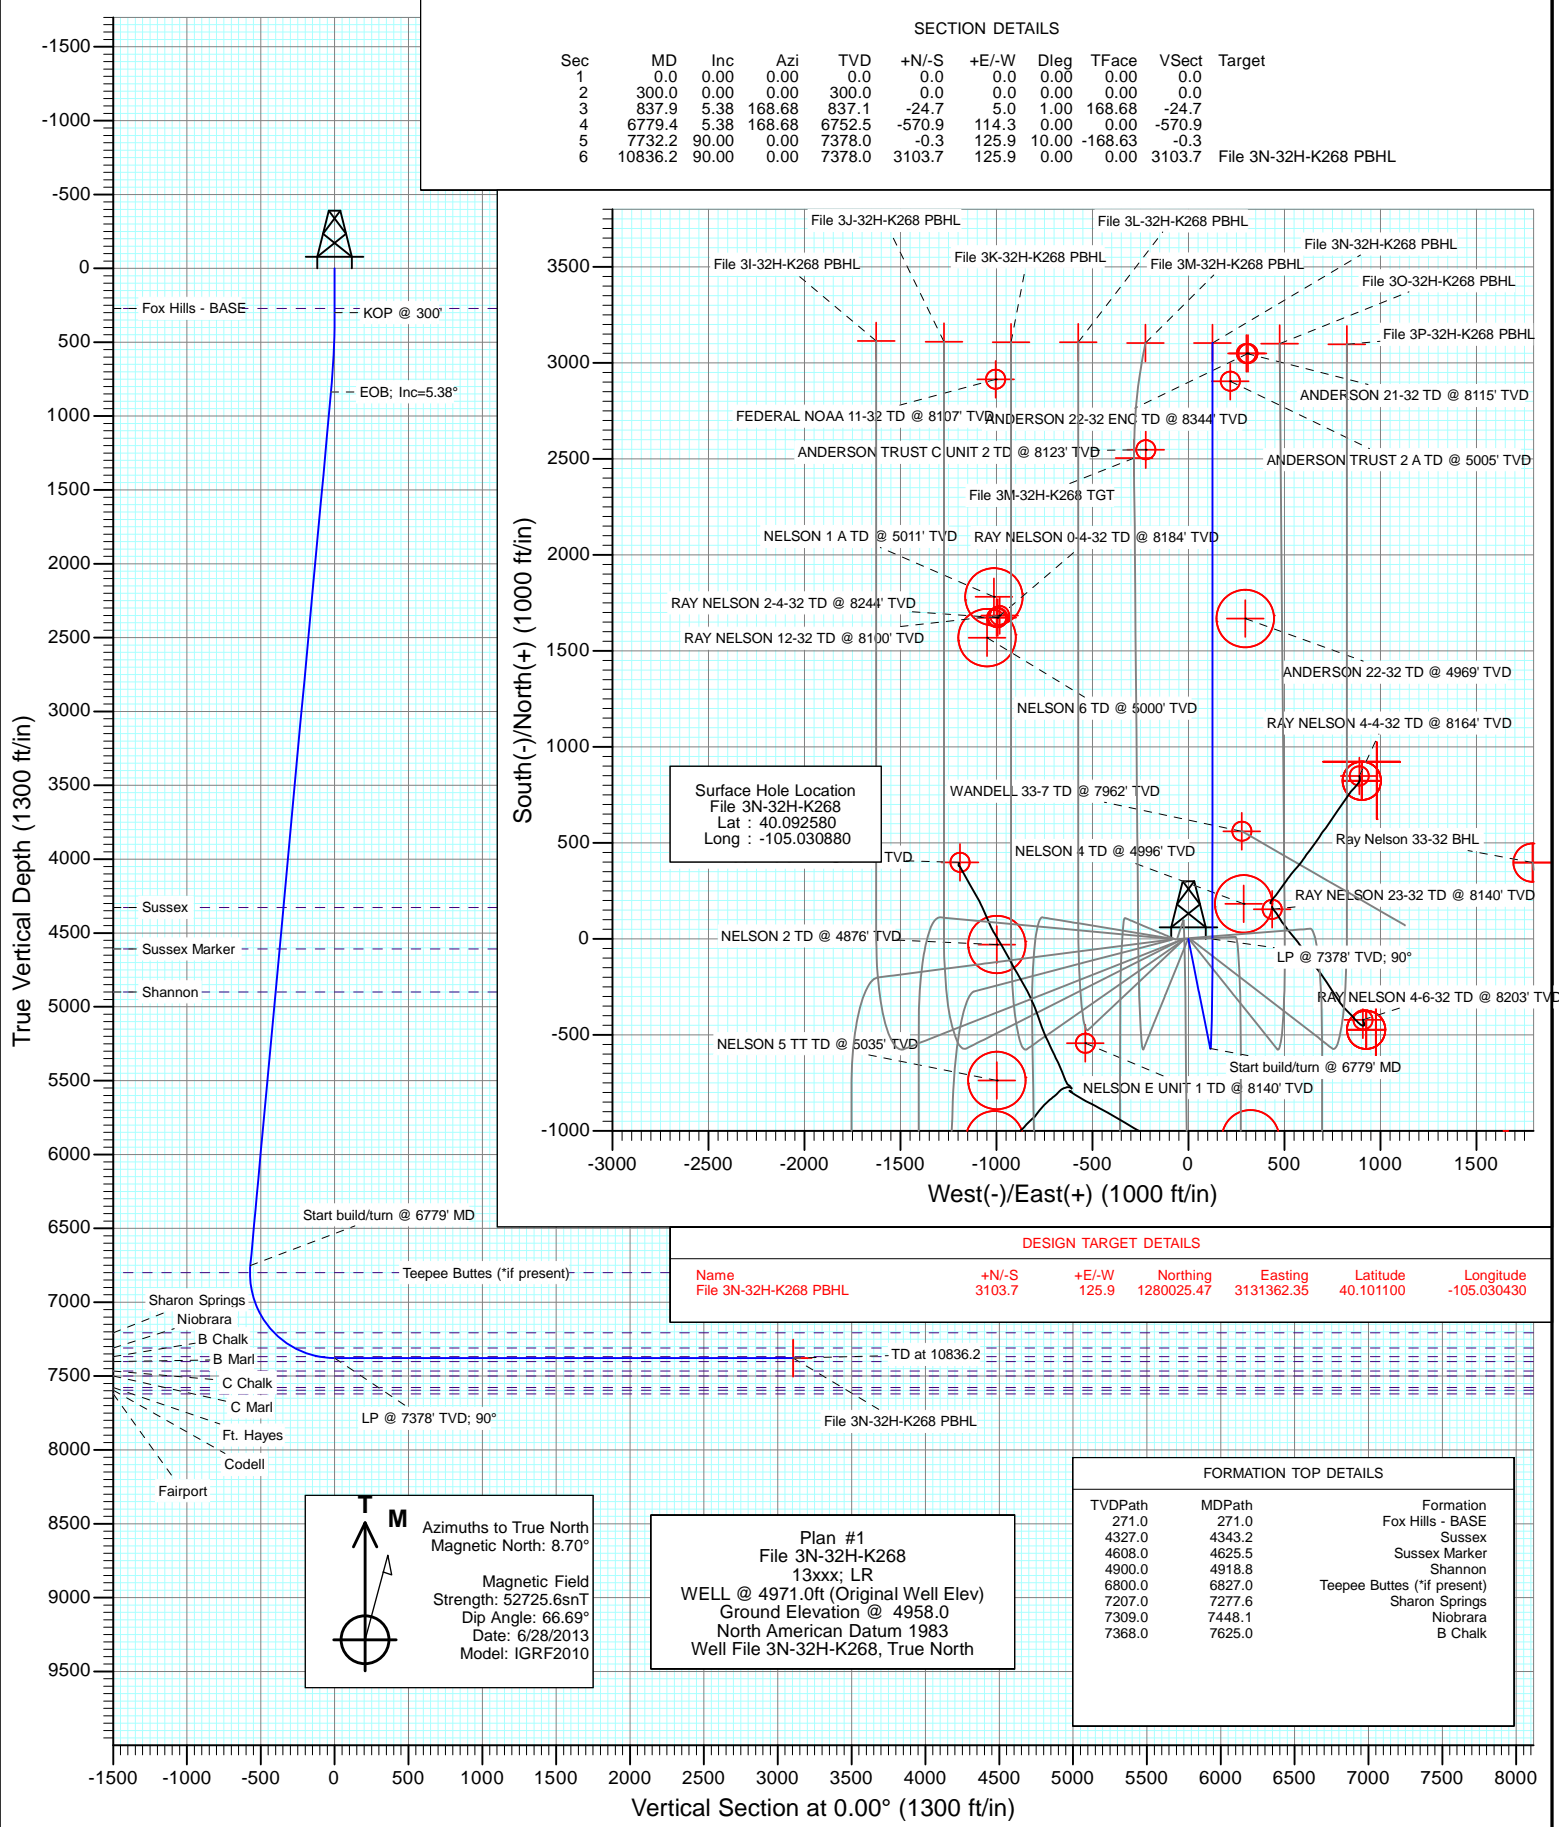 SECTION DETAILS
Sec MD Inc Azi TVD +N/-S +E/-W Dleg TFace VSect Target
1 0.0 0.00 0.00 0.0 0.0 0.0 0.00 0.00 0.0
2 300.0 0.00 0.00 300.0 0.0 0.0 0.00 0.00 0.0
3 837.9 5.38 168.68 837.1 -24.7 5.0 1.00 168.68 -24.7
4 6779.4 5.38 168.68 6752.5 -570.9 114.3 0.00 0.00 -570.9
5 7732.2 90.00 0.00 7378.0 -0.3 125.9 10.00 -168.63 -0.3
6 10836.2 90.00 0.00 7378.0 3103.7 125.9 0.00 0.00 3103.7 File 3N-32H-K268 PBHL
True Vertical Depth (1300 ft/in)
-1500
-1000
-500
0
500
1000
1500
2000
2500
3000
3500
4000
4500
5000
5500
6000
6500
7000
7500
8000
8500
9000
9500
Fox Hills - BASE
KOP @ 300'
EOB; Inc=5.38°
Sussex
Sussex Marker
Shannon
Start build/turn @ 6779' MD
Teepee Buttes (*if present)
Sharon Springs
Niobrara
B Chalk
B Marl
C Chalk
C Marl
Ft. Hayes
Codell
Fairport
LP @ 7378' TVD; 90°
TD at 10836.2
File 3N-32H-K268 PBHL
-1500 -1000 -500 0 500 1000 1500 2000 2500 3000 3500 4000 4500 5000 5500 6000 6500 7000 7500 8000
Vertical Section at 0.00° (1300 ft/in)
South(-)/North(+) (1000 ft/in)
3500
3000
2500
2000
1500
1000
500
0
-500
-1000
File 3J-32H-K268 PBHL
File 3L-32H-K268 PBHL
File 3I-32H-K268 PBHL
File 3K-32H-K268 PBHL
File 3M-32H-K268 PBHL
File 3N-32H-K268 PBHL
File 3O-32H-K268 PBHL
File 3P-32H-K268 PBHL
FEDERAL NOAA 11-32 TD @ 8107' TVD
ANDERSON 22-32 ENC TD @ 8344' TVD
ANDERSON 21-32 TD @ 8115' TVD
ANDERSON TRUST C UNIT 2 TD @ 8123' TVD
ANDERSON TRUST 2 A TD @ 5005' TVD
File 3M-32H-K268 TGT
NELSON 1 A TD @ 5011' TVD
RAY NELSON 0-4-32 TD @ 8184' TVD
RAY NELSON 2-4-32 TD @ 8244' TVD
RAY NELSON 12-32 TD @ 8100' TVD
ANDERSON 22-32 TD @ 4969' TVD
NELSON 6 TD @ 5000' TVD
RAY NELSON 4-4-32 TD @ 8164' TVD
Surface Hole Location
File 3N-32H-K268
Lat : 40.092580
Long : -105.030880
WANDELL 33-7 TD @ 7962' TVD
TVD
NELSON 4 TD @ 4996' TVD
Ray Nelson 33-32 BHL
RAY NELSON 23-32 TD @ 8140' TVD
NELSON 2 TD @ 4876' TVD
LP @ 7378' TVD; 90°
RAY NELSON 4-6-32 TD @ 8203' TVD
NELSON 5 TT TD @ 5035' TVD
Start build/turn @ 6779' MD
NELSON E UNIT 1 TD @ 8140' TVD
-3000 -2500 -2000 -1500 -1000 -500 0 500 1000 1500
West(-)/East(+) (1000 ft/in)
DESIGN TARGET DETAILS
Name +N/-S +E/-W Northing Easting Latitude Longitude
File 3N-32H-K268 PBHL 3103.7 125.9 1280025.47 3131362.35 40.101100 -105.030430
T
M
Azimuths to True North
Magnetic North: 8.70°
Magnetic Field
Strength: 52725.6snT
Dip Angle: 66.69°
Date: 6/28/2013
Model: IGRF2010
Plan #1
File 3N-32H-K268
13xxx; LR
WELL @ 4971.0ft (Original Well Elev)
Ground Elevation @ 4958.0
North American Datum 1983
Well File 3N-32H-K268, True North
FORMATION TOP DETAILS
TVDPath MDPath Formation
271.0 271.0 Fox Hills - BASE
4327.0 4343.2 Sussex
4608.0 4625.5 Sussex Marker
4900.0 4918.8 Shannon
6800.0 6827.0 Teepee Buttes (*if present)
7207.0 7277.6 Sharon Springs
7309.0 7448.1 Niobrara
7368.0 7625.0 B Chalk